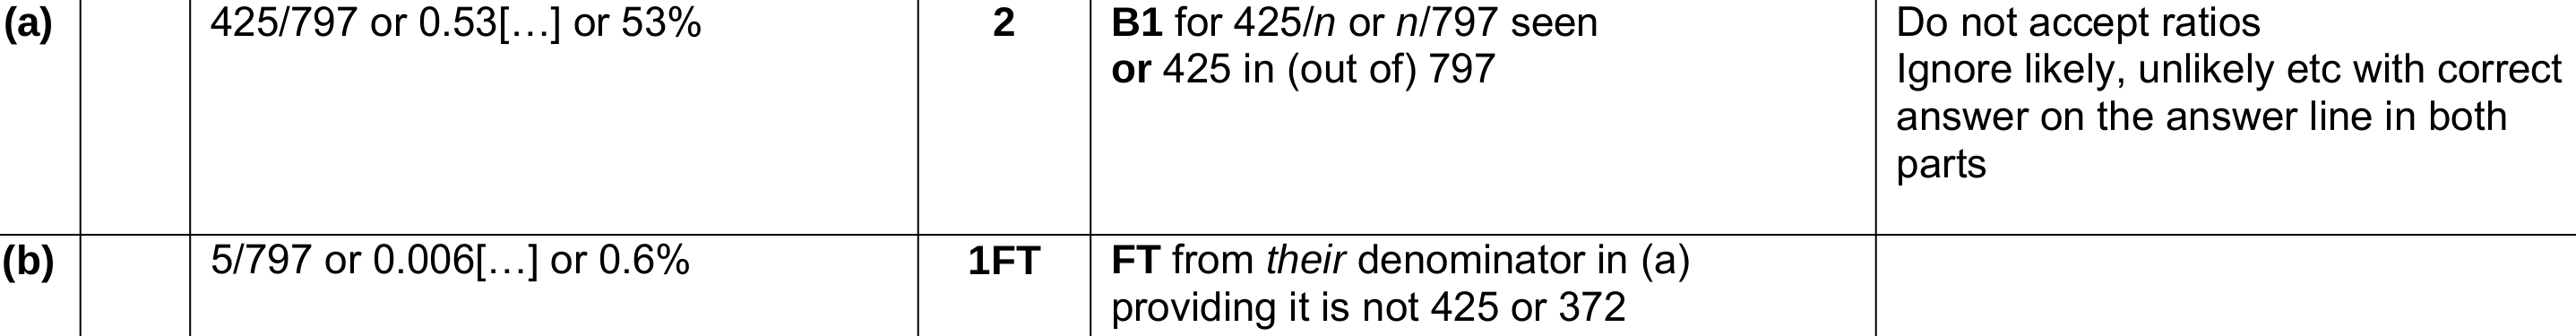 (a) 425/797 or 0.53[…] or 53% 2 B1 for 425/n or n/797 seen Do not accept ratios
or 425 in (out of) 797 Ignore likely, unlikely etc with correct
answer on the answer line in both
parts
(b) 5/797 or 0.006[…] or 0.6% 1FT FT from their denominator in (a)
providing it is not 425 or 372